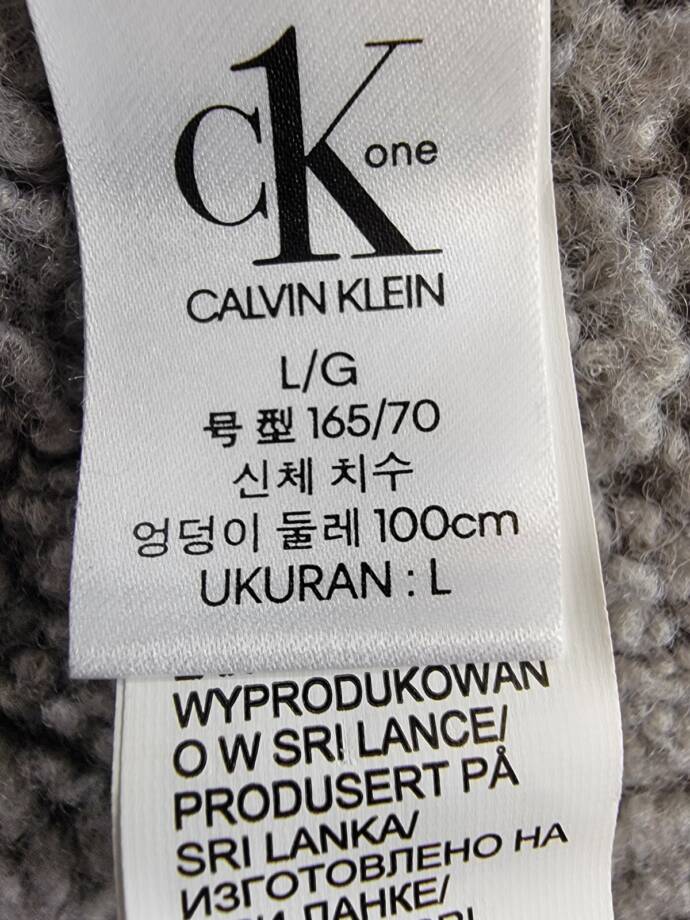 CK one
CALVIN KLEIN
L/G
号型 165/70
신체 치수
엉덩이 둘레 100cm
UKURAN : L
WYPRODUKOWAN
O W SRI LANCE/
PRODUSERT PÅ
SRI LANKA/
ИЗГОТОВЛЕНО НА
ЛАНКЕ/